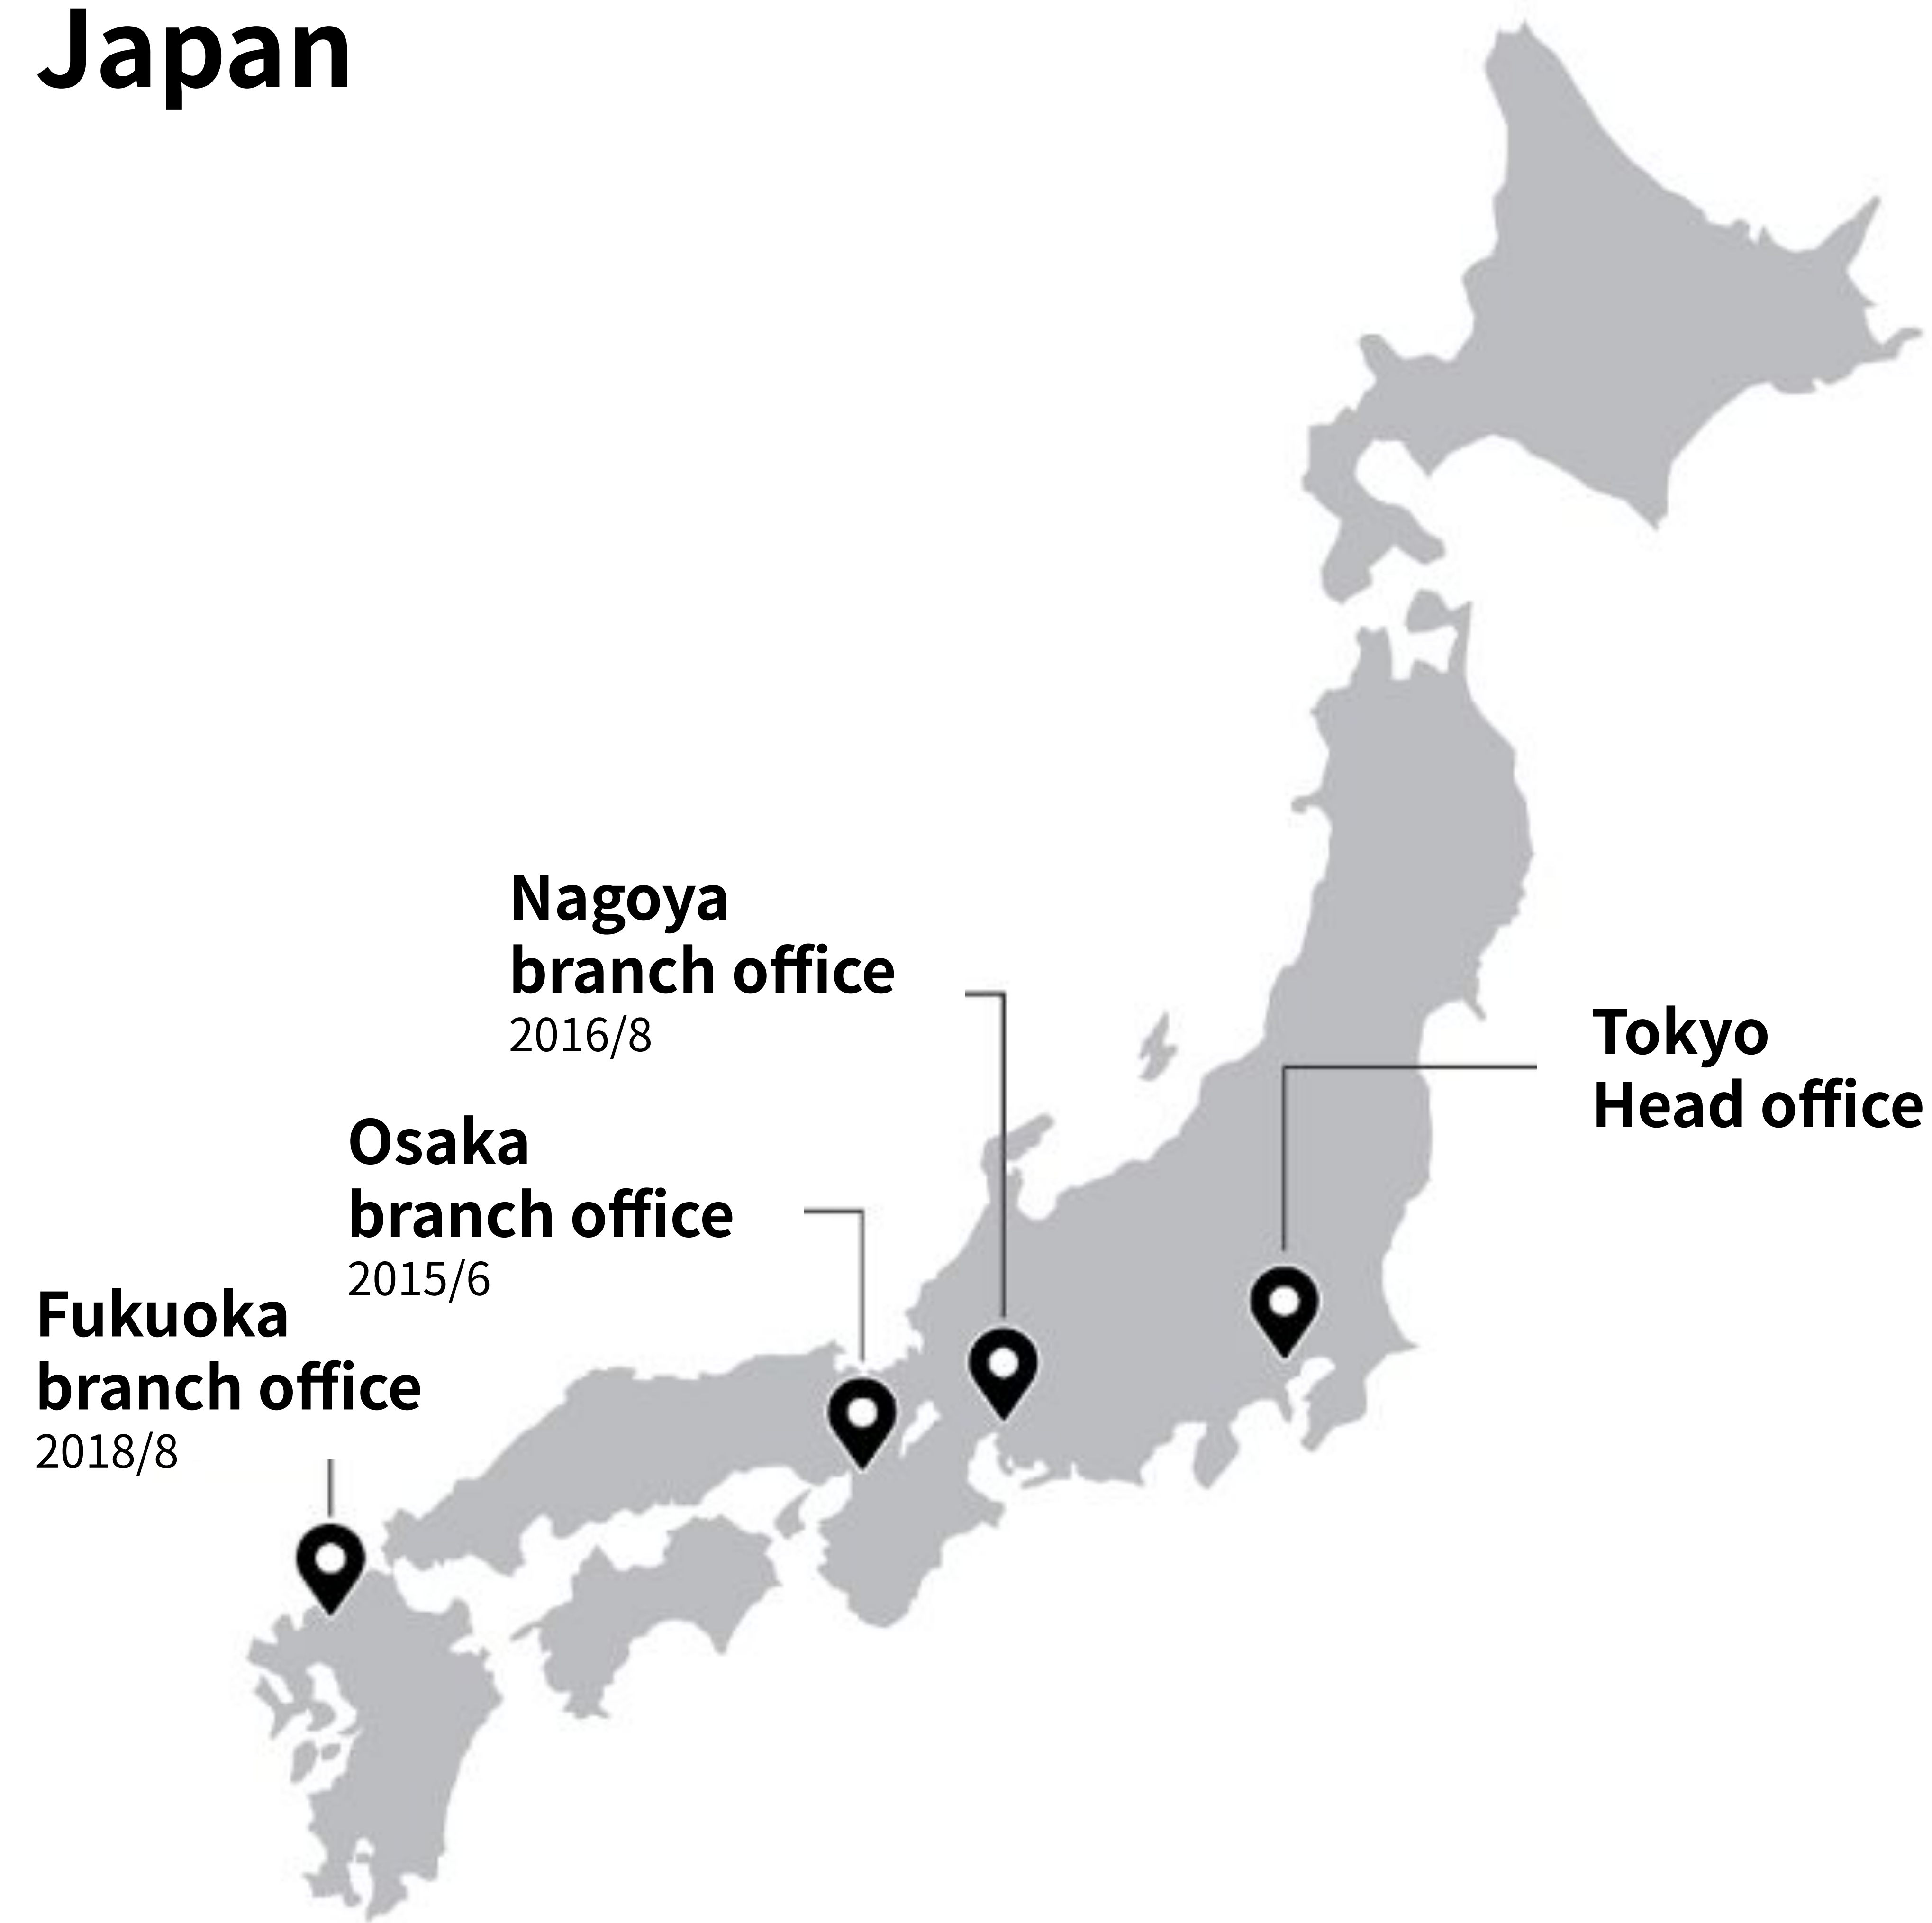 Japan
Nagoya
branch office
2016/8
Tokyo
Head office
Osaka
branch office
2015/6
Fukuoka
branch office
2018/8